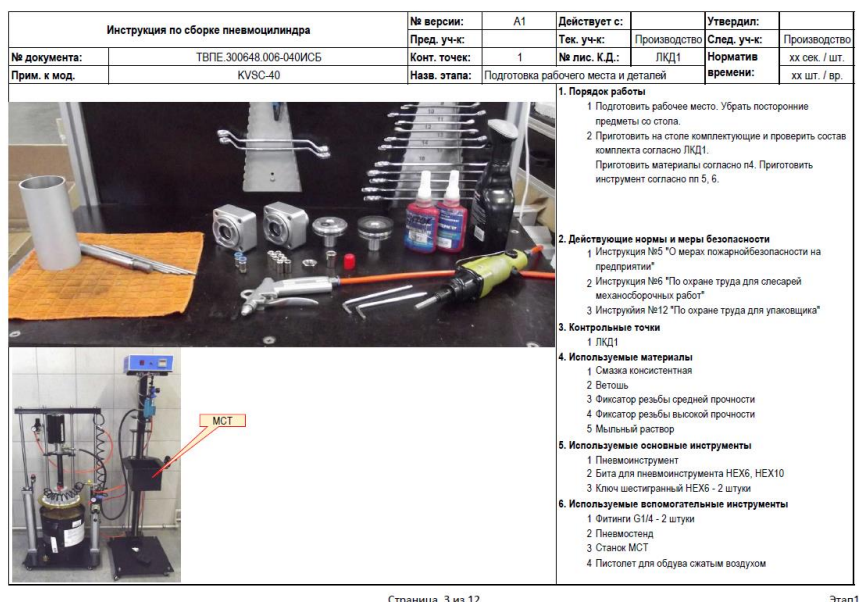 Инструкция по сборке пневмоцилиндра
№ версии: А1 Действует с: Утвердил:
Пред. уч-к: Тек. уч-к: Производство След. уч-к: Производство
№ документа: ТВПЕ.300648.006-040ИСБ Конт. точек: 1 № лис. К.Д.: ЛКД1 Норматив времени: хх сек. / шт.
Прим. к мод. KVSC-40 Назв. этапа: Подготовка рабочего места и деталей хх шт. / вр.
1. Порядок работы
1 Подготовить рабочее место. Убрать посторонние
предметы со стола.
2 Приготовить на столе комплектующие и проверить состав
комплекта согласно ЛКД1.
Приготовить материалы согласно п4. Приготовить
инструмент согласно пп 5, 6.
2. Действующие нормы и меры безопасности
1 Инструкция №5 "О мерах пожарнойбезопасности на
предприятии"
2 Инструкция №6 "По охране труда для слесарей
механосборочных работ"
3 Инструкйия №12 "По охране труда для упаковщика"
3. Контрольные точки
1 ЛКД1
4. Используемые материалы
1 Смазка консистентная
2 Ветошь
3 Фиксатор резьбы средней прочности
4 Фиксатор резьбы высокой прочности
5 Мыльный раствор
5. Используемые основные инструменты
1 Пневмоинструмент
2 Бита для пневмоинструмента HEX6, HEX10
3 Ключ шестигранный HEX6 - 2 штуки
6. Используемые вспомогательные инструменты
1 Фитинги G1/4 - 2 штуки
2 Пневмостенд
3 Станок МСТ
4 Пистолет для обдува сжатым воздухом
МСТ
Страница 3 из 12
Этап1